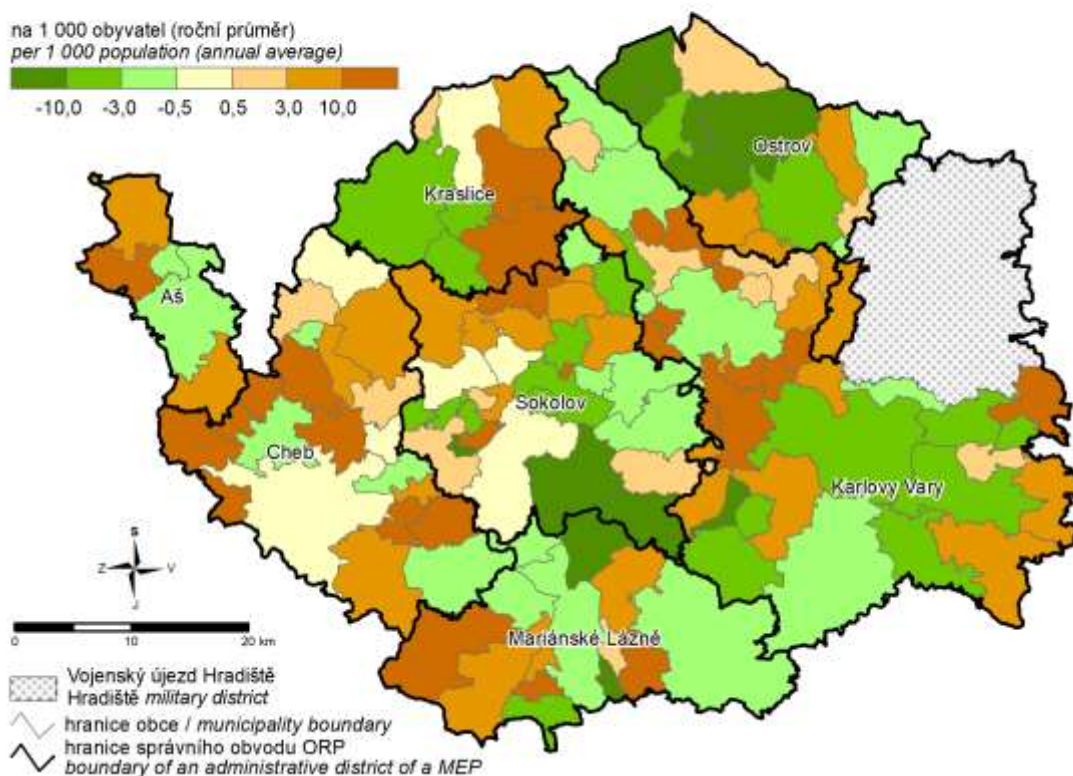 na 1 000 obyvatel (roční průměr)
per 1 000 population (annual average)
-10,0 -3,0 -0,5 0,5 3,0 10,0
Ostrov
Kraslice
Aš
Sokolov
Cheb
Karlovy Vary
Mariánské Lázně
S
Z V
J
0 10 20 km
Vojenský újezd Hradiště
Hradiště military district
hranice obce / municipality boundary
hranice správního obvodu ORP
boundary of an administrative district of a MEP